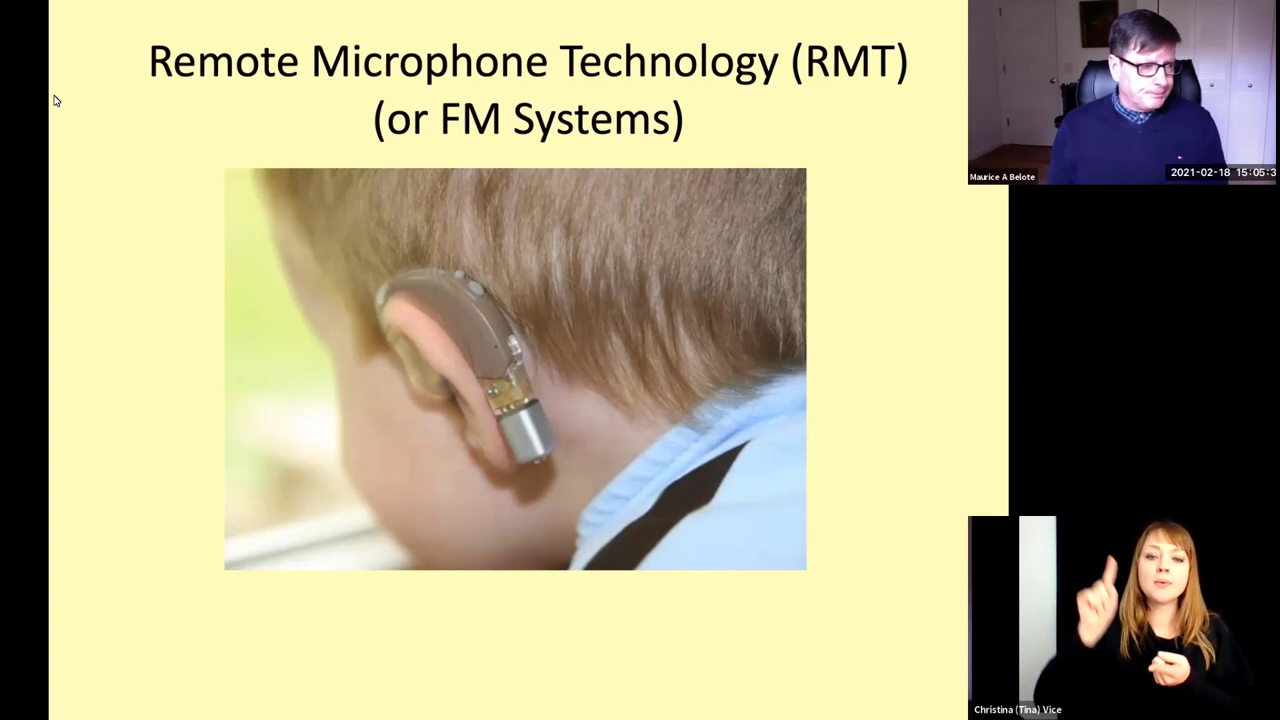 Remote Microphone Technology (RMT)
(or FM Systems)
Maurice A Belote
2021-02-18 15:05:3
Christina (Tina) Vice